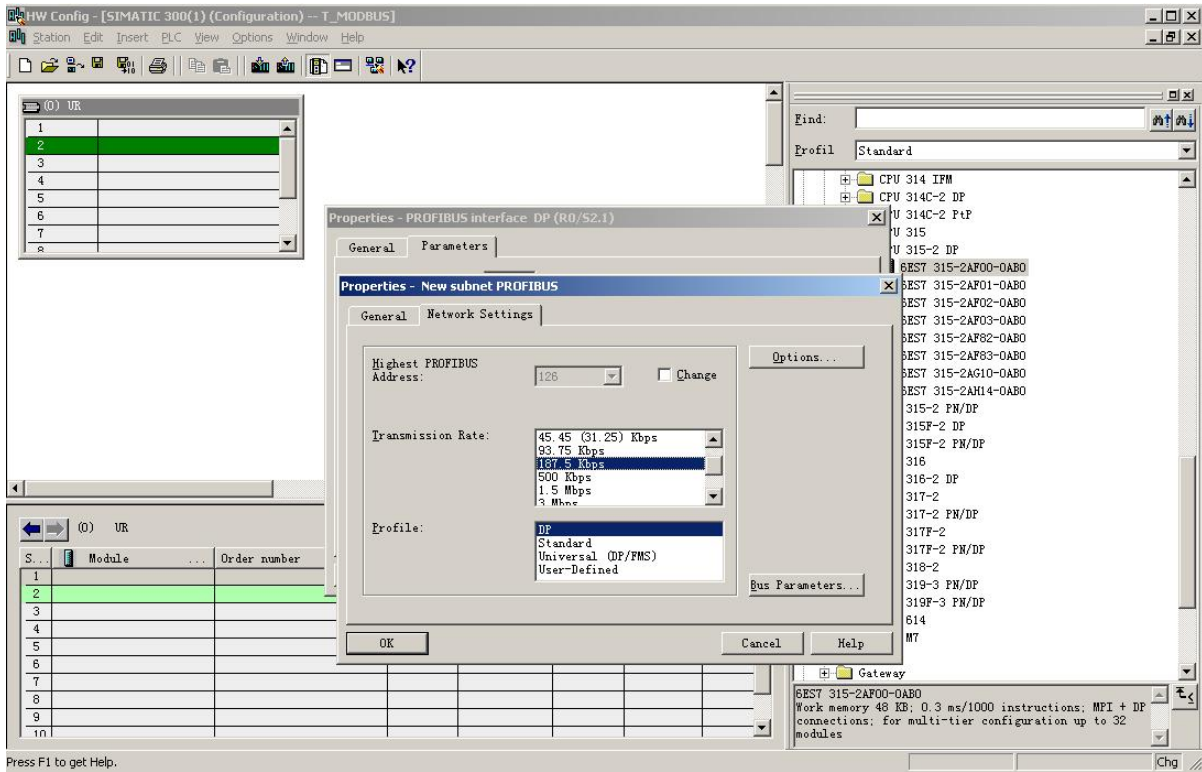 HW Config - [SIMATIC 300(1) (Configuration) -- T_MODBUS]
Station Edit Insert PLC View Options Window Help
(0) UR
1
2
3
4
5
6
7
8
Find:
Profil Standard
CPU 314 IFM
CPU 314C-2 DP
U 314C-2 PtP
U 315
U 315-2 DP
6ES7 315-2AF00-0AB0
6ES7 315-2AF01-0AB0
6ES7 315-2AF02-0AB0
6ES7 315-2AF03-0AB0
6ES7 315-2AF82-0AB0
6ES7 315-2AF83-0AB0
6ES7 315-2AG10-0AB0
6ES7 315-2AH14-0AB0
315-2 PN/DP
315F-2 DP
315F-2 PN/DP
316
316-2 DP
317-2
317-2 PN/DP
317F-2
317F-2 PN/DP
318-2
319-3 PN/DP
319F-3 PN/DP
614
M7
Gateway
6ES7 315-2AF00-0AB0
Work memory 48 KB; 0.3 ms/1000 instructions; MPI + DP
connections; for multi-tier configuration up to 32
modules
Properties - PROFIBUS interface DP (R0/S2.1)
General Parameters
Properties - New subnet PROFIBUS
General Network Settings
Highest PROFIBUS
Address:
126
Change
Options...
Transmission Rate:
45.45 (31.25) Kbps
93.75 Kbps
187.5 Kbps
500 Kbps
1.5 Mbps
3 Mbps
Profile:
DP
Standard
Universal (DP/FMS)
User-Defined
Bus Parameters...
OK Cancel Help
(0) UR
S... Module ... Order number
1
2
3
4
5
6
7
8
9
10
Press F1 to get Help.
Chg